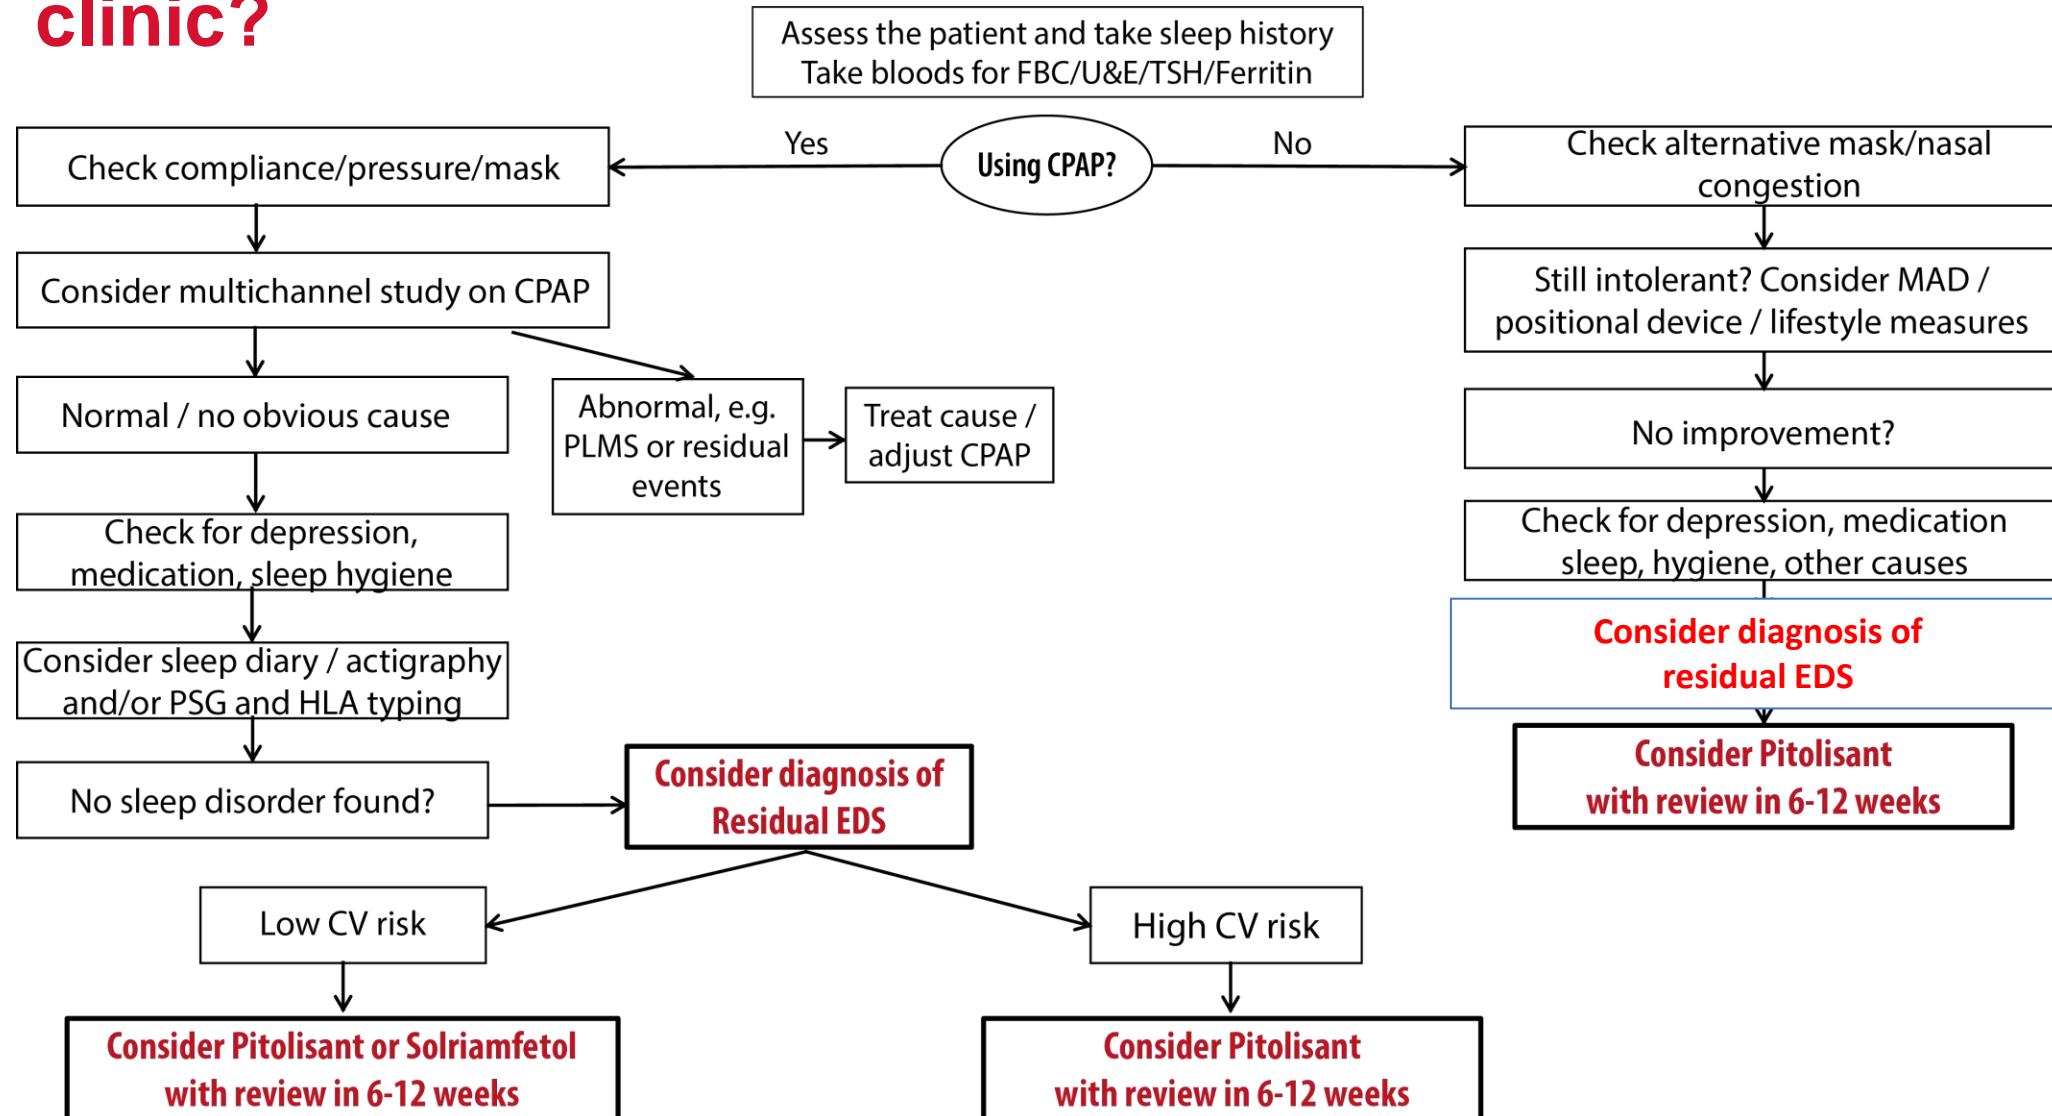 clinic?
Assess the patient and take sleep history
Take bloods for FBC/U&E/TSH/Ferritin
Using CPAP?
Yes
No
Check compliance/pressure/mask
Consider multichannel study on CPAP
Normal / no obvious cause
Abnormal, e.g.
PLMS or residual
events
Treat cause /
adjust CPAP
Check for depression,
medication, sleep hygiene
Consider sleep diary / actigraphy
and/or PSG and HLA typing
No sleep disorder found?
Consider diagnosis of
Residual EDS
Low CV risk
High CV risk
Consider Pitolisant or Solriamfetol
with review in 6-12 weeks
Consider Pitolisant
with review in 6-12 weeks
Check alternative mask/nasal
congestion
Still intolerant? Consider MAD /
positional device / lifestyle measures
No improvement?
Check for depression, medication
sleep, hygiene, other causes
Consider diagnosis of
residual EDS
Consider Pitolisant
with review in 6-12 weeks